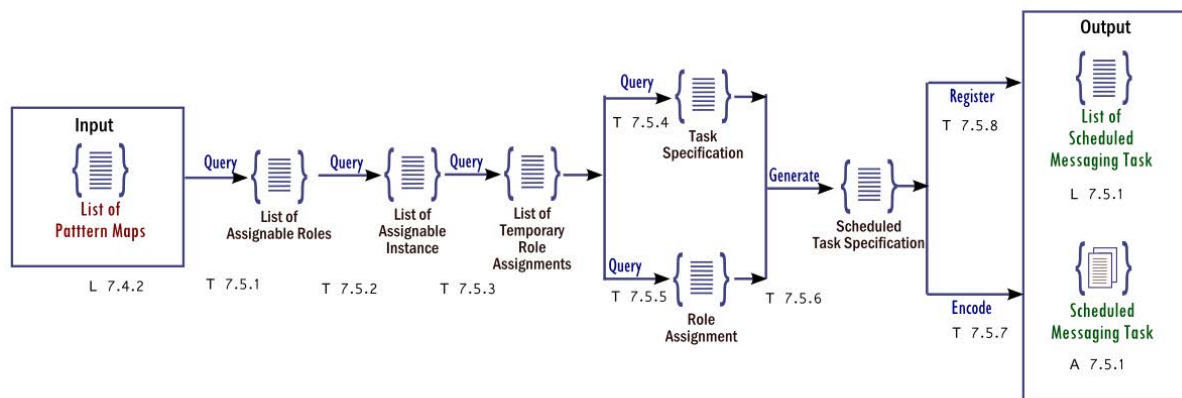 Input
List of
Patttern Maps
L 7.4.2
Query
T 7.5.1
List of
Assignable Roles
Query
T 7.5.2
List of
Assignable
Instance
Query
T 7.5.3
List of
Temporary
Role
Assignments
Query
T 7.5.4
Task
Specification
Query
T 7.5.5
Role
Assignment
Generate
T 7.5.6
Scheduled
Task Specification
Register
T 7.5.8
Encode
T 7.5.7
Output
List of
Scheduled
Messaging Task
L 7.5.1
Scheduled
Messaging Task
A 7.5.1